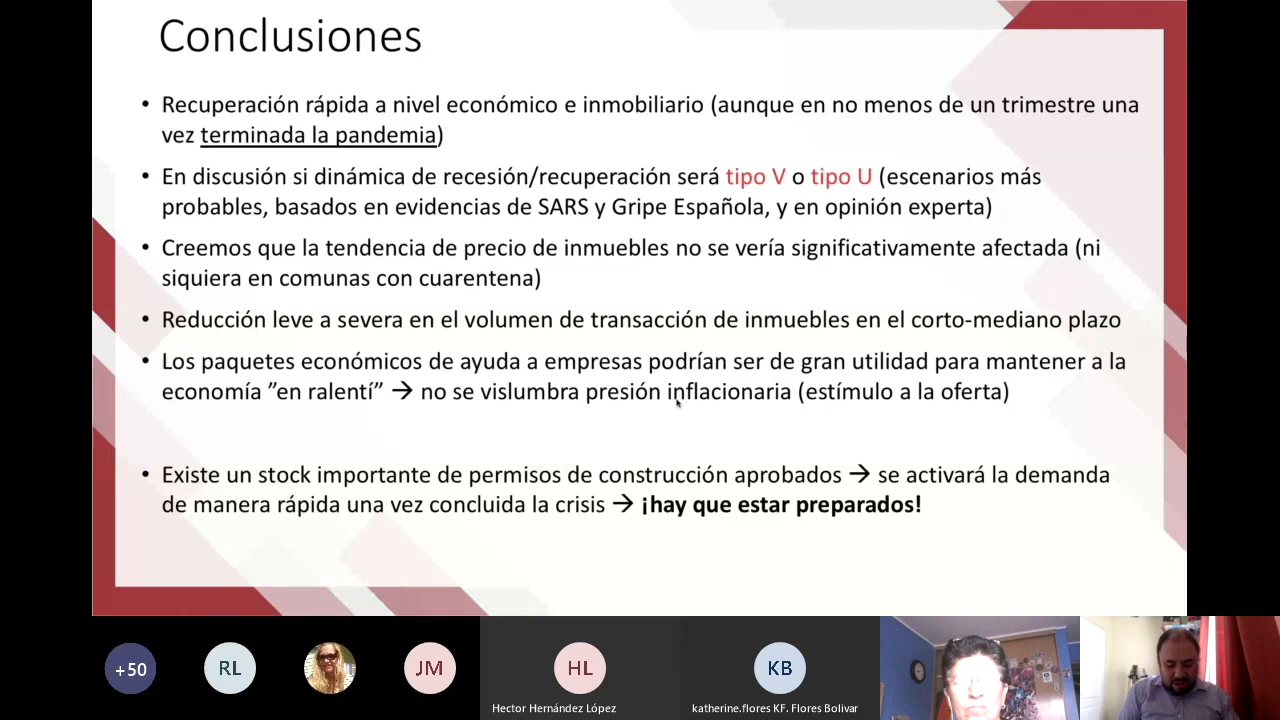 Conclusiones
• Recuperación rápida a nivel económico e inmobiliario (aunque en no menos de un trimestre una
vez terminada la pandemia)
• En discusión si dinámica de recesión/recuperación será tipo V o tipo U (escenarios más
probables, basados en evidencias de SARS y Gripe Española, y en opinión experta)
• Creemos que la tendencia de precio de inmuebles no se vería significativamente afectada (ni
siquiera en comunas con cuarentena)
• Reducción leve a severa en el volumen de transacción de inmuebles en el corto-mediano plazo
• Los paquetes económicos de ayuda a empresas podrían ser de gran utilidad para mantener a la
economía ”en ralentí” → no se vislumbra presión inflacionaria (estímulo a la oferta)
• Existe un stock importante de permisos de construcción aprobados → se activará la demanda
de manera rápida una vez concluida la crisis → ¡hay que estar preparados!
+50 RL JM HL KB
Hector Hernández López katherine.flores KF. Flores Bolivar